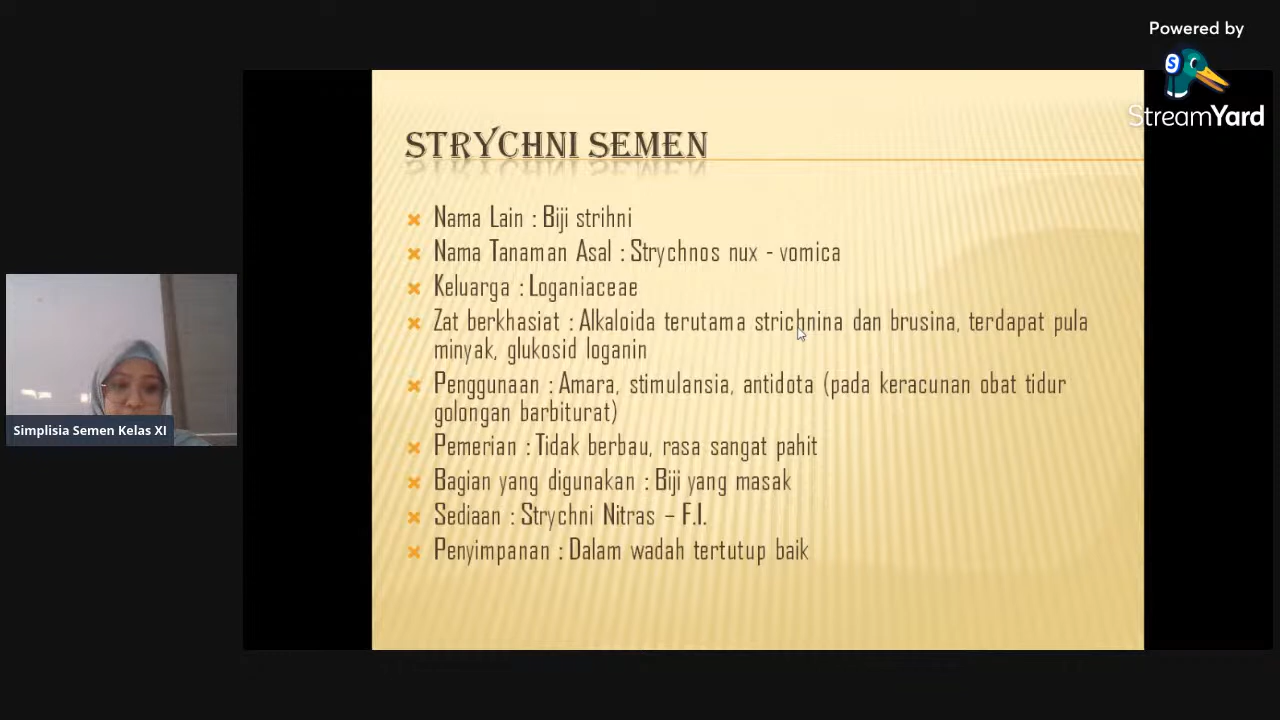 Powered by
StreamYard
STRYCHNI SEMEN
Nama Lain : Biji strihni
Nama Tanaman Asal : Strychnos nux - vomica
Keluarga : Loganiaceae
Zat berkhasiat : Alkaloida terutama strichnina dan brusina, terdapat pula
minyak, glukosid loganin
Penggunaan : Amara, stimulansia, antidota (pada keracunan obat tidur
golongan barbiturat)
Pemerian : Tidak berbau, rasa sangat pahit
Bagian yang digunakan : Biji yang masak
Sediaan : Strychni Nitras – F.I.
Penyimpanan : Dalam wadah tertutup baik
Simplisia Semen Kelas XI